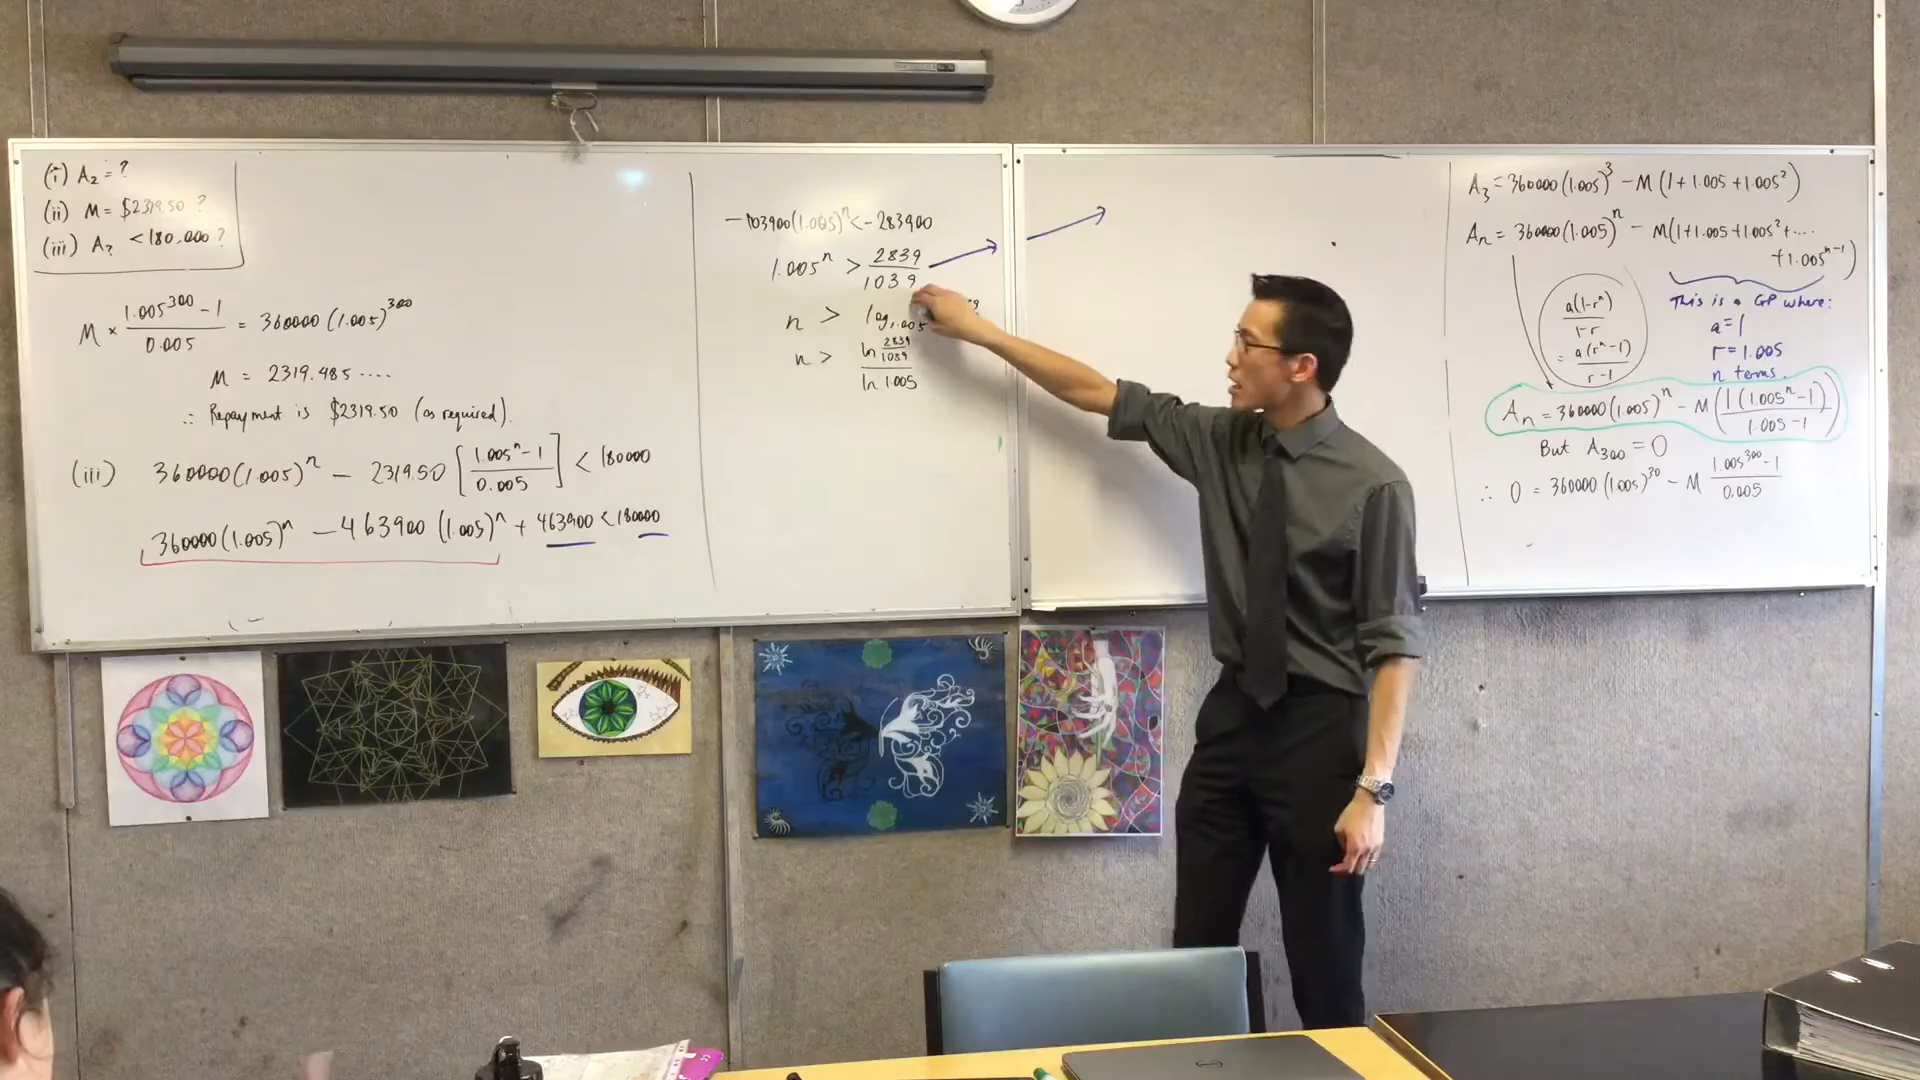 (i) A₂ = ?
(ii) M = $2319.50 ?
(iii) A? < 180,000 ?
M × (1.005³⁰⁰ - 1)/0.005 = 360000 (1.005)³⁰⁰
M = 2319.485 ....
∴ Repayment is $2319.50 (as required).
(iii) 360000(1.005)ⁿ - 2319.50 [(1.005ⁿ - 1)/0.005] < 180000
360000(1.005)ⁿ - 463900 (1.005)ⁿ + 463900 < 180000
-103900(1.005)ⁿ < -283900
1.005ⁿ > 2839/1039
n > log₁.₀₀₅
n > (ln 2839/1039)/(ln 1.005)
A₃ = 360000(1.005)³ - M(1+1.005+1.005²)
Aₙ = 360000(1.005)ⁿ - M(1+1.005+1.005²+....
+1.005ⁿ⁻¹)
a(1-rⁿ)/(1-r)
= a(rⁿ-1)/(r-1)
This is a GP where:
a = 1
r = 1.005
n terms.
Aₙ = 360000(1.005)ⁿ - M((1(1.005ⁿ-1))/(1.005-1))
But A₃₀₀ = 0
∴ 0 = 360000(1.005)³⁰ - M (1.005³⁰⁰-1)/0.005